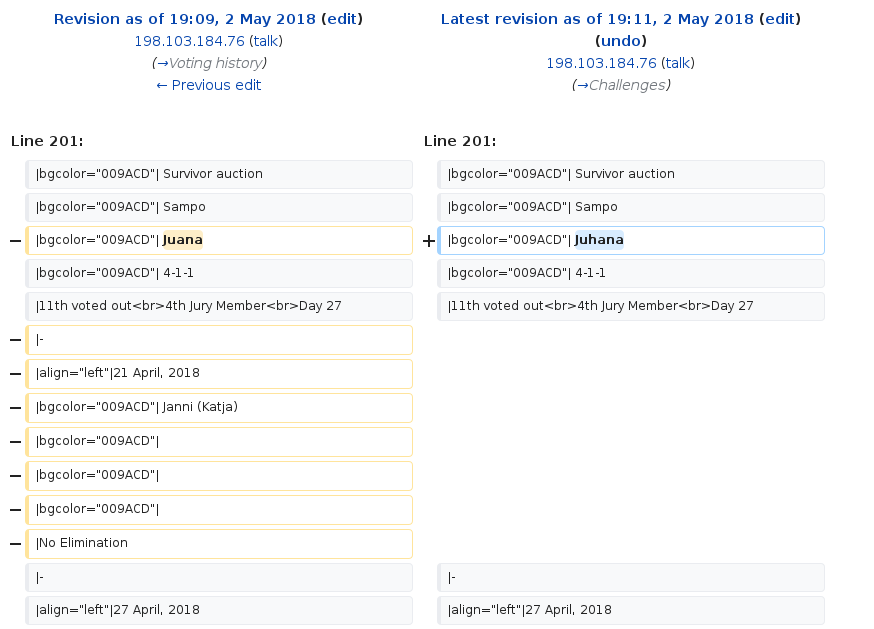 Revision as of 19:09, 2 May 2018 (edit)
198.103.184.76 (talk)
(→Voting history)
← Previous edit
Latest revision as of 19:11, 2 May 2018 (edit)
(undo)
198.103.184.76 (talk)
(→Challenges)
Line 201:
Line 201:
|bgcolor="009ACD"| Survivor auction
|bgcolor="009ACD"| Survivor auction
|bgcolor="009ACD"| Sampo
|bgcolor="009ACD"| Sampo
− |bgcolor="009ACD"| Juana
+ |bgcolor="009ACD"| Juhana
|bgcolor="009ACD"| 4-1-1
|bgcolor="009ACD"| 4-1-1
|11th voted out<br>4th Jury Member<br>Day 27
|11th voted out<br>4th Jury Member<br>Day 27
− |-
− |align="left"|21 April, 2018
− |bgcolor="009ACD"| Janni (Katja)
− |bgcolor="009ACD"|
− |bgcolor="009ACD"|
− |bgcolor="009ACD"|
− |No Elimination
|-
|-
|align="left"|27 April, 2018
|align="left"|27 April, 2018